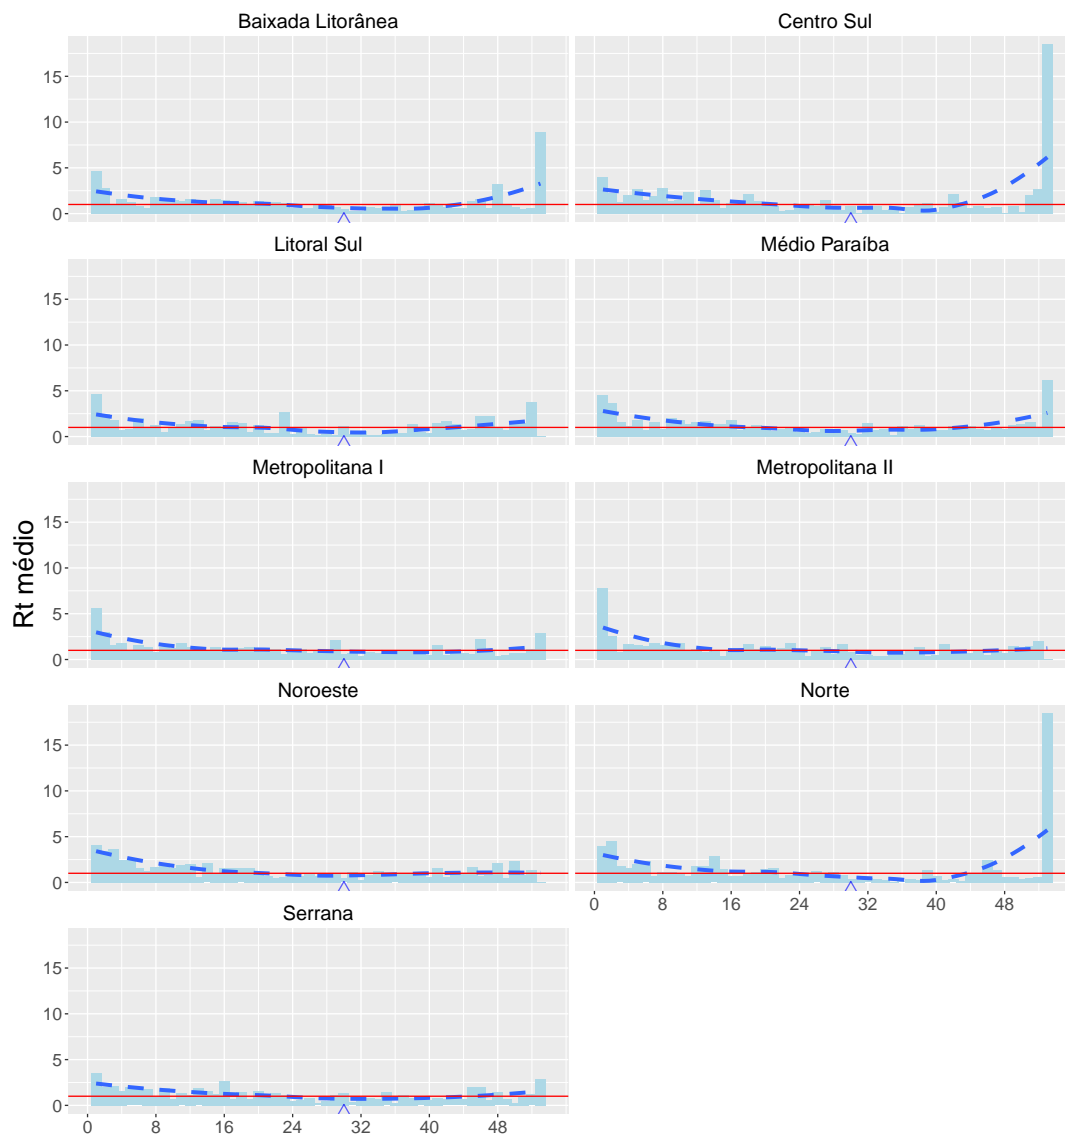 Baixada Litorânea
Centro Sul
15
10
5
0
Litoral Sul
Médio Paraíba
15
10
5
0
Metropolitana I
Metropolitana II
Rt médio
15
10
5
0
Noroeste
Norte
15
10
5
0
0 8 16 24 32 40 48
Serrana
15
10
5
0
0 8 16 24 32 40 48